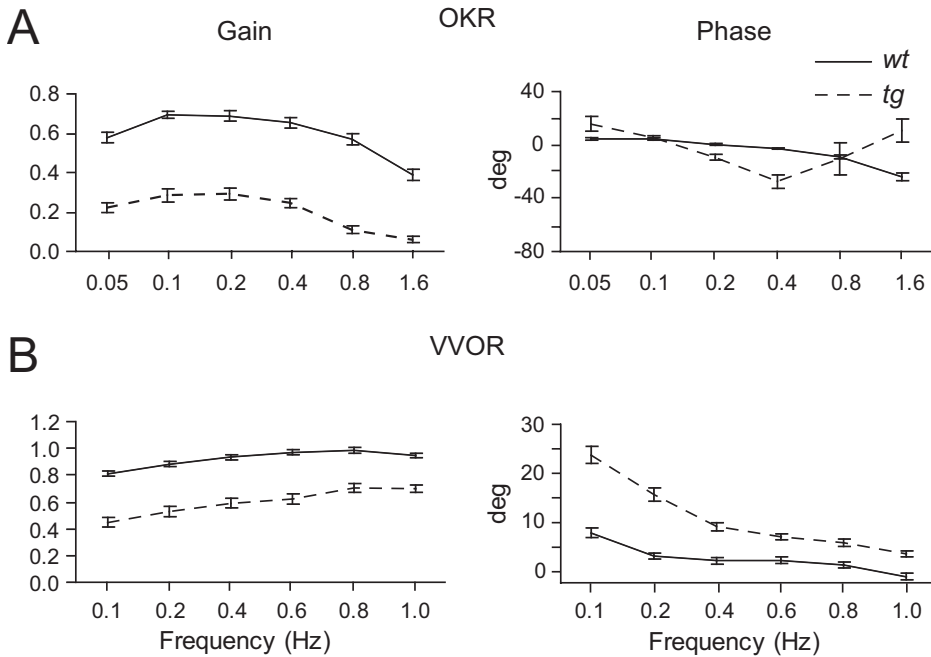 A
OKR
Gain
Phase
wt
tg
0.8
0.6
0.4
0.2
0.0
0.05 0.1 0.2 0.4 0.8 1.6
deg
40
0
-40
-80
0.05 0.1 0.2 0.4 0.8 1.6
B
VVOR
1.2
1.0
0.8
0.6
0.4
0.2
0.0
0.1 0.2 0.4 0.6 0.8 1.0
Frequency (Hz)
deg
30
20
10
0
0.1 0.2 0.4 0.6 0.8 1.0
Frequency (Hz)